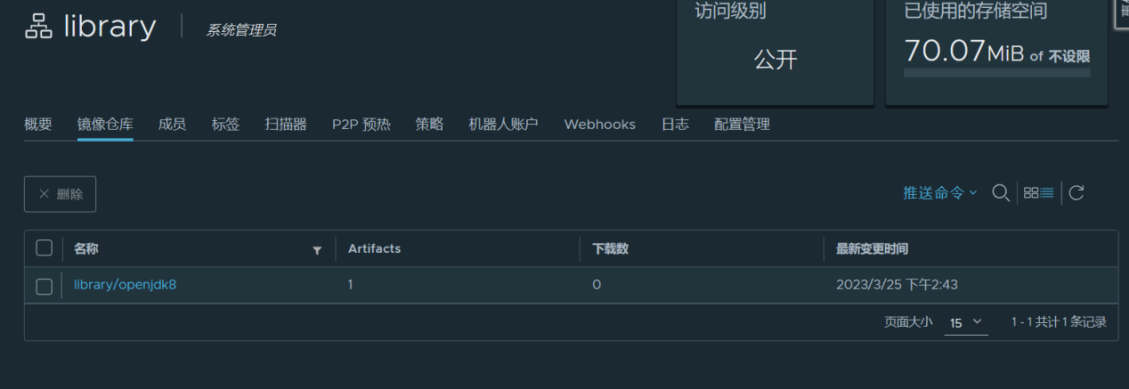 library 系统管理员
访问级别
公开
已使用的存储空间
70.07MiB of 不设限
概要 镜像仓库 成员 标签 扫描器 P2P 预热 策略 机器人账户 Webhooks 日志 配置管理
× 删除
推送命令
名称 Artifacts 下载数 最新变更时间
library/openjdk8 1 0 2023/3/25 下午2:43
页面大小 15 1 - 1 共计 1 条记录